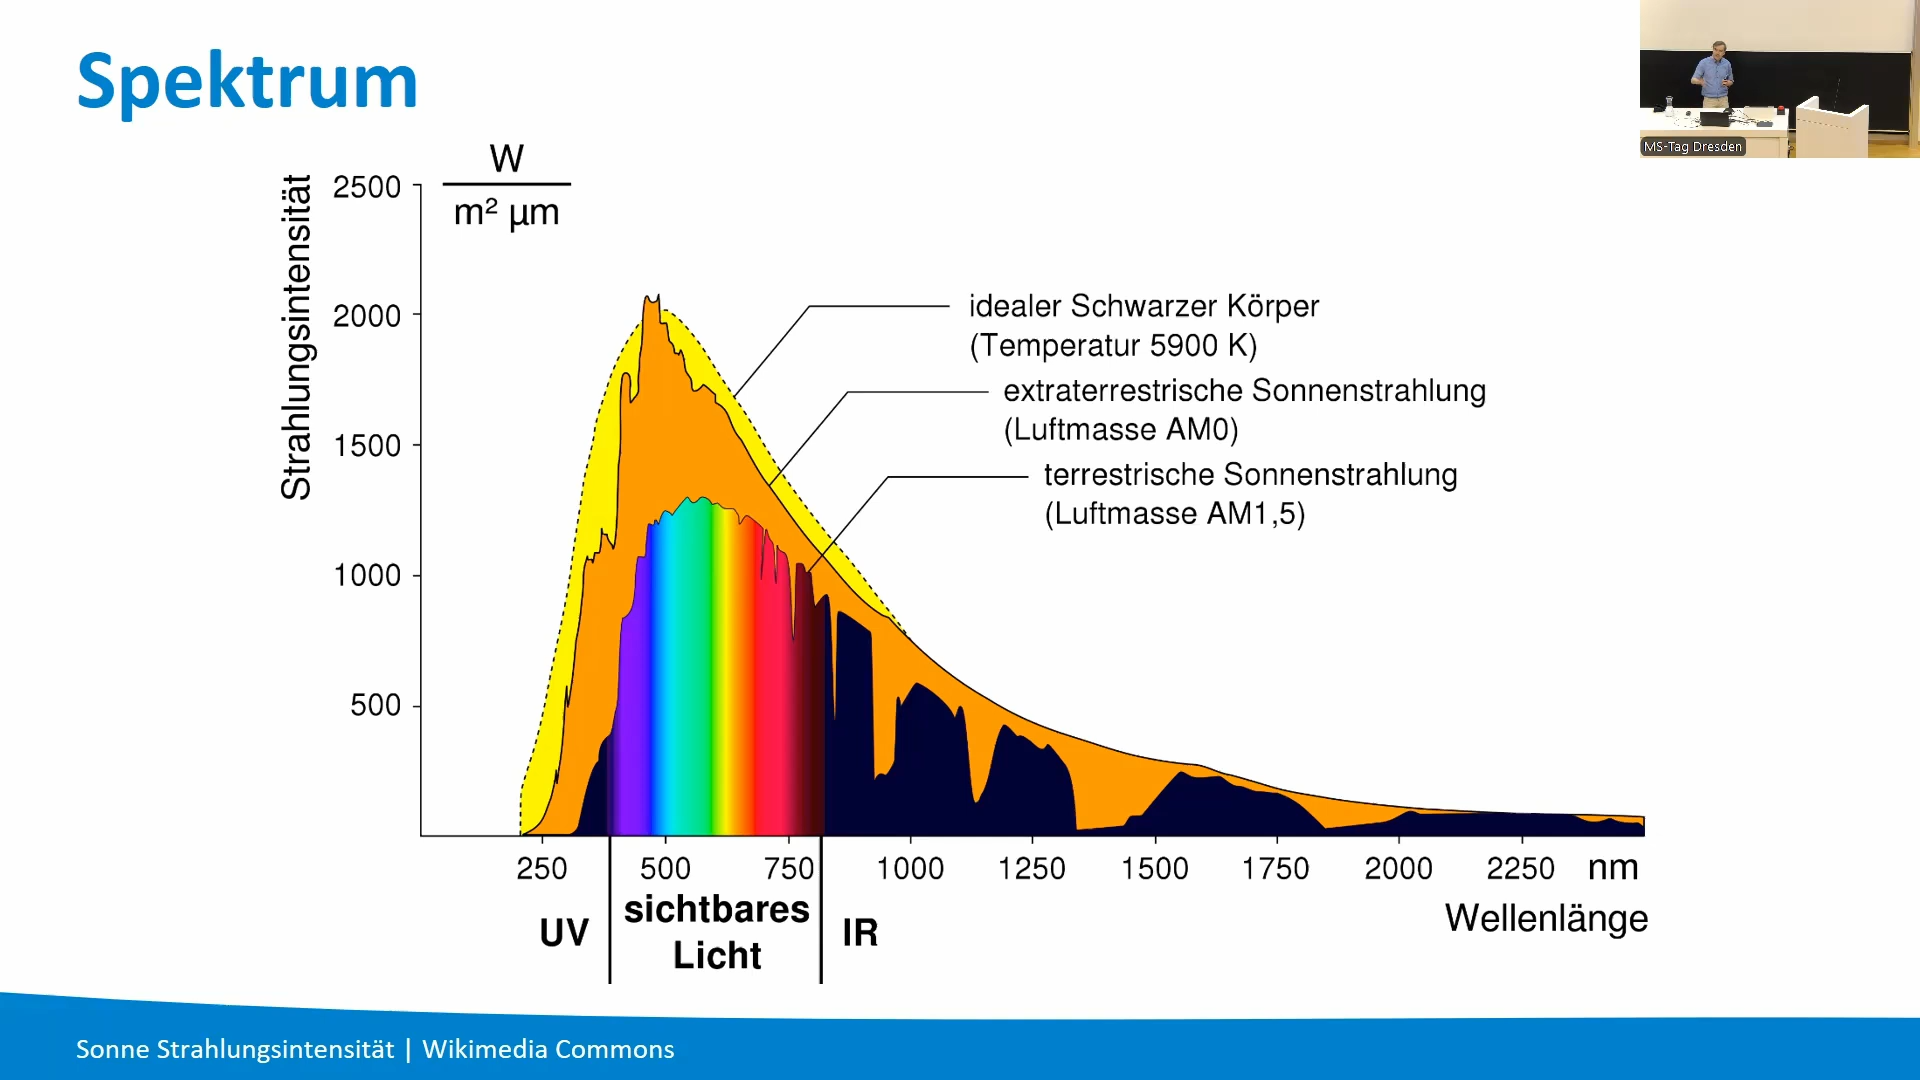 Spektrum
MS-Tag Dresden
W
m² µm
Strahlungsintensität
2500
2000
1500
1000
500
idealer Schwarzer Körper
(Temperatur 5900 K)
extraterrestrische Sonnenstrahlung
(Luftmasse AM0)
terrestrische Sonnenstrahlung
(Luftmasse AM1,5)
250 500 750 1000 1250 1500 1750 2000 2250 nm
Wellenlänge
UV
sichtbares
Licht
IR
Sonne Strahlungsintensität | Wikimedia Commons